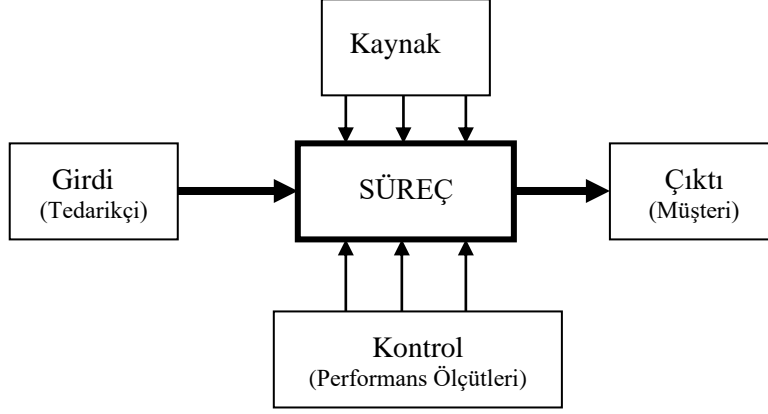 Kaynak
Girdi
(Tedarikçi)
SÜREÇ
Çıktı
(Müşteri)
Kontrol
(Performans Ölçütleri)